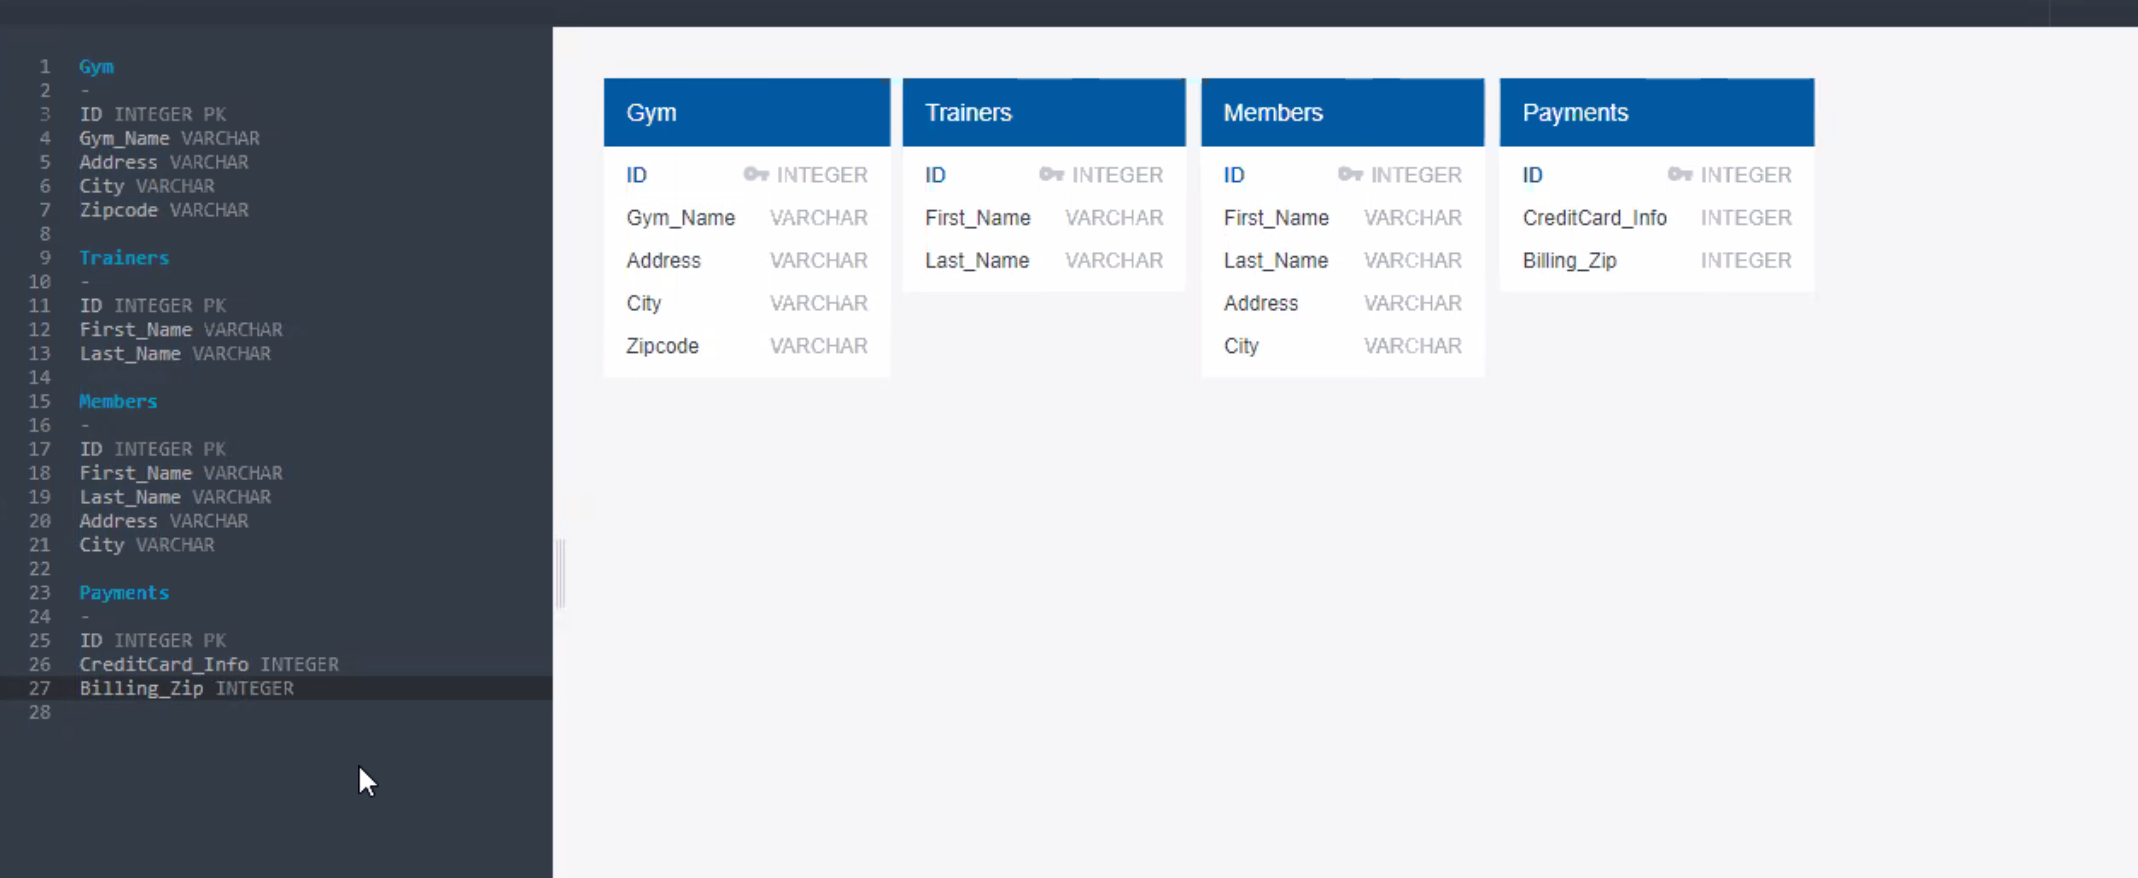 1 Gym
2 -
3 ID INTEGER PK
4 Gym_Name VARCHAR
5 Address VARCHAR
6 City VARCHAR
7 Zipcode VARCHAR
8
9 Trainers
10 -
11 ID INTEGER PK
12 First_Name VARCHAR
13 Last_Name VARCHAR
14
15 Members
16 -
17 ID INTEGER PK
18 First_Name VARCHAR
19 Last_Name VARCHAR
20 Address VARCHAR
21 City VARCHAR
22
23 Payments
24 -
25 ID INTEGER PK
26 CreditCard_Info INTEGER
27 Billing_Zip INTEGER
28
Gym
ID INTEGER
Gym_Name VARCHAR
Address VARCHAR
City VARCHAR
Zipcode VARCHAR
Trainers
ID INTEGER
First_Name VARCHAR
Last_Name VARCHAR
Members
ID INTEGER
First_Name VARCHAR
Last_Name VARCHAR
Address VARCHAR
City VARCHAR
Payments
ID INTEGER
CreditCard_Info INTEGER
Billing_Zip INTEGER